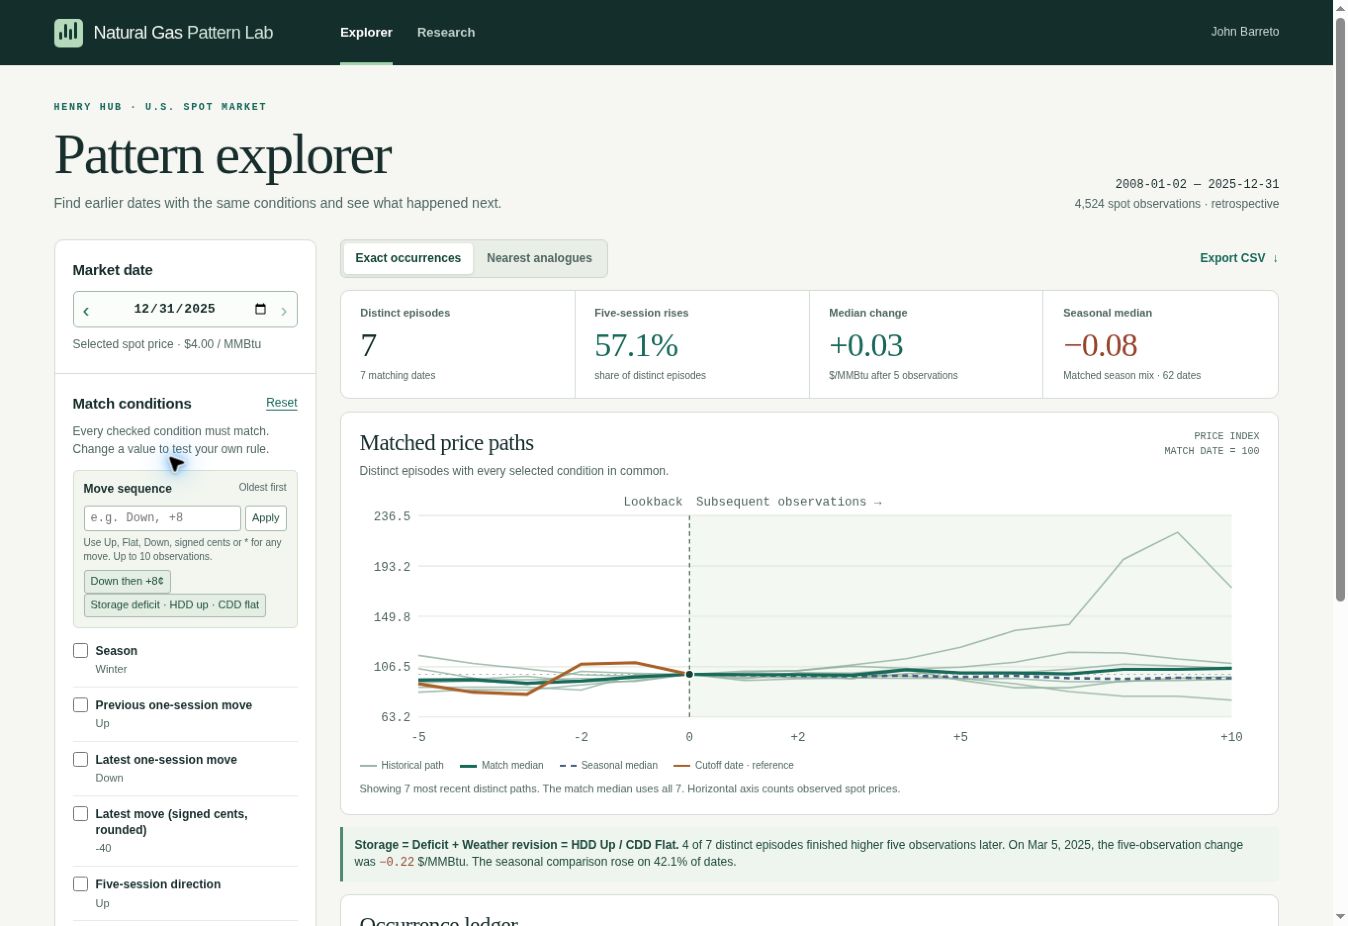 Natural Gas Pattern Lab
Explorer
Research
John Barreto
HENRY HUB · U.S. SPOT MARKET
Pattern explorer
Find earlier dates with the same conditions and see what happened next.
2008-01-02 — 2025-12-31
4,524 spot observations · retrospective
Market date
‹ 12/31/2025 ›
Selected spot price · $4.00 / MMBtu
Match conditions
Reset
Every checked condition must match.
Change a value to test your own rule.
Move sequence
Oldest first
e.g. Down, +8
Apply
Use Up, Flat, Down, signed cents or * for any
move. Up to 10 observations.
Down then +8¢
Storage deficit · HDD up · CDD flat
Season
Winter
Previous one-session move
Up
Latest one-session move
Down
Latest move (signed cents,
rounded)
-40
Five-session direction
Up
Exact occurrences
Nearest analogues
Export CSV ↓
Distinct episodes
7
7 matching dates
Five-session rises
57.1%
share of distinct episodes
Median change
+0.03
$/MMBtu after 5 observations
Seasonal median
−0.08
Matched season mix · 62 dates
Matched price paths
Distinct episodes with every selected condition in common.
PRICE INDEX
MATCH DATE = 100
Lookback
Subsequent observations →
236.5
193.2
149.8
106.5
63.2
-5
-2
0
+2
+5
+10
Historical path
Match median
Seasonal median
Cutoff date · reference
Showing 7 most recent distinct paths. The match median uses all 7. Horizontal axis counts observed spot prices.
Storage = Deficit + Weather revision = HDD Up / CDD Flat. 4 of 7 distinct episodes finished higher five observations later. On Mar 5, 2025, the five-observation change
was −0.22 $/MMBtu. The seasonal comparison rose on 42.1% of dates.
Occurrence ledger